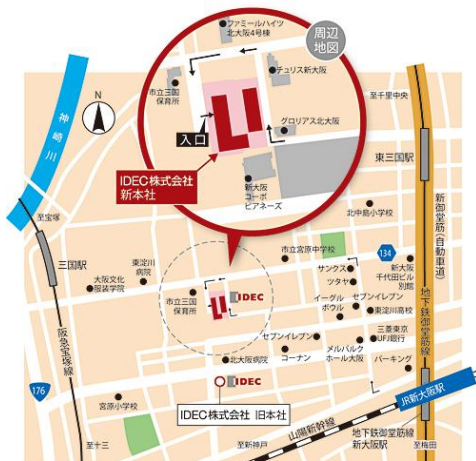 ファミールハイツ
北大阪4号棟
周辺
地図
チュリス新大阪
市立三国
保育所
グロリアス北大阪
入口
IDEC株式会社
新本社
新大阪
コーポ
ビアネーズ
N
神崎川
至千里中央
東三国駅
新御堂筋(自動車道)
北中島小学校
至宝塚
三国駅
東淀川
病院
大阪文化
服装学院
市立宮原中学校
134
サンクス
ツタヤ
新大阪
千代田ビル
別館
市立三国
保育所
IDEC
イーグル
ボウル
セブンイレブン
東淀川高校
地下鉄御堂筋線
阪急宝塚線
セブンイレブン
三菱東京
UFJ銀行
北大阪病院
コーナン
メルパルク
ホール大阪
パーキング
176
IDEC
JR新大阪駅
宮原小学校
IDEC株式会社 旧本社
山陽新幹線
地下鉄御堂筋線
新大阪駅
至十三
至新神戸
至梅田